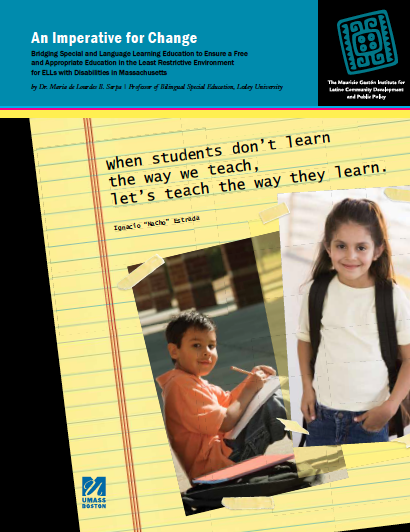 An Imperative for Change
Bridging Special and Language Learning Education to Ensure a Free
and Appropriate Education in the Least Restrictive Environment
for ELLs with Disabilities in Massachusetts
by Dr. Maria de Lourdes B. Serpa | Professor of Bilingual Special Education, Lesley University
The Mauricio Gastón Institute for
Latino Community Development
and Public Policy
When students don't learn
the way we teach,
let's teach the way they learn.
Ignacio "Nacho" Estrada
UMASS
BOSTON